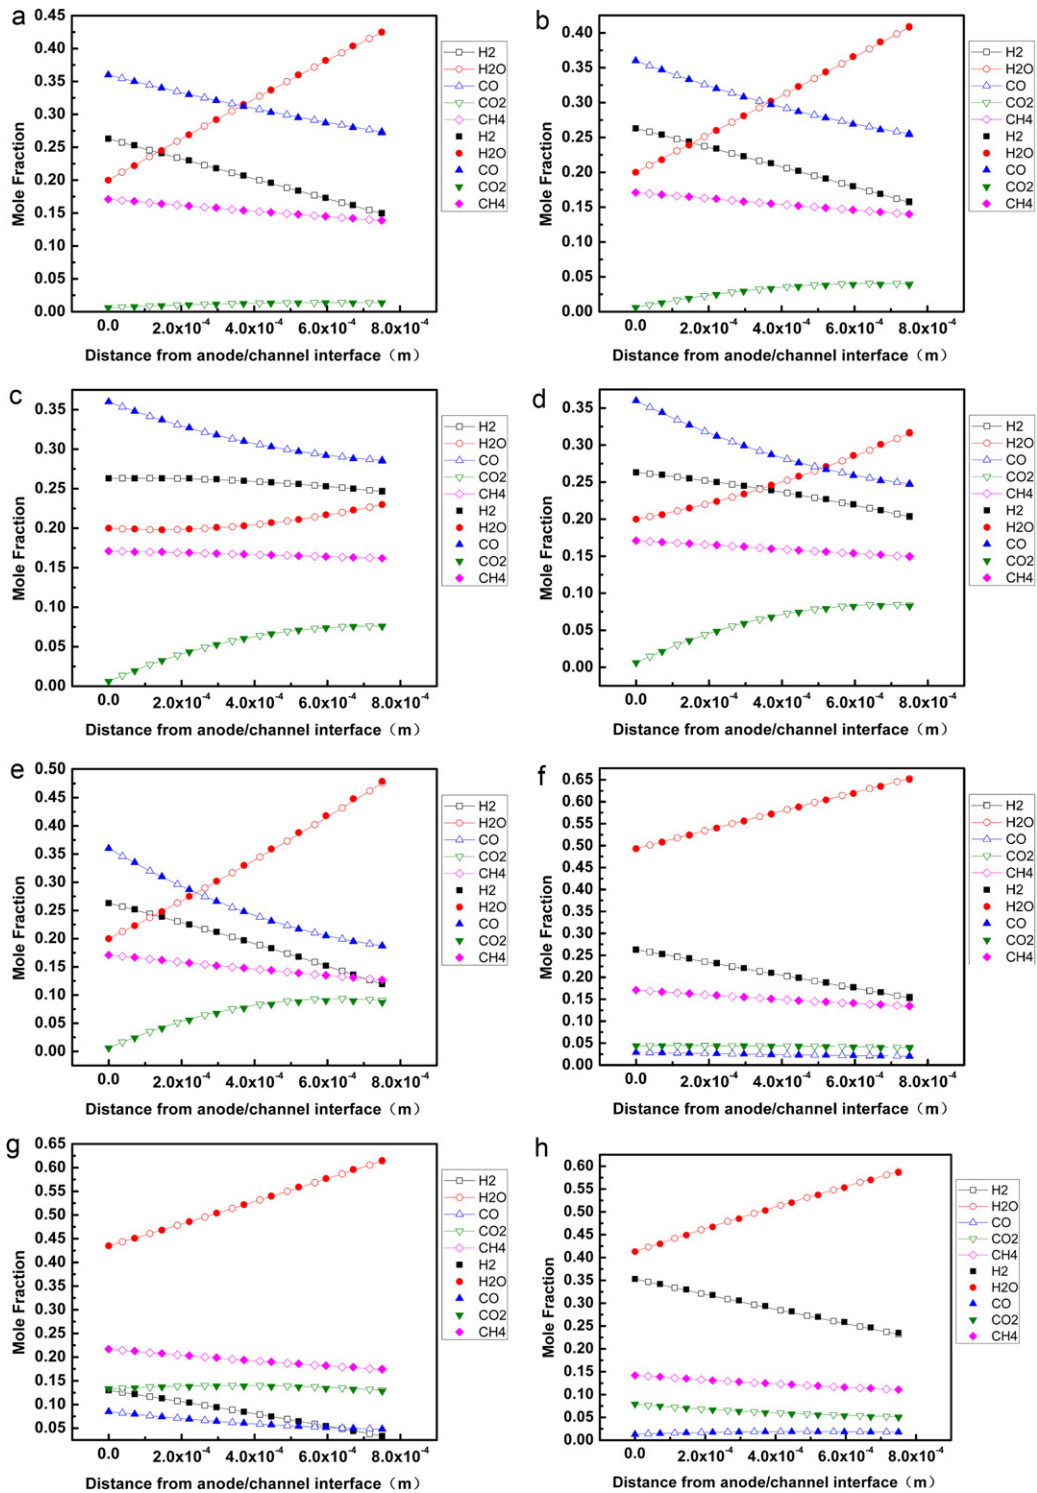 a
0.45
0.40
0.35
0.30
0.25
0.20
0.15
0.10
0.05
0.00
Mole Fraction
0.0 2.0x10⁻⁴ 4.0x10⁻⁴ 6.0x10⁻⁴ 8.0x10⁻⁴
Distance from anode/channel interface（m）
H2
H2O
CO
CO2
CH4
H2
H2O
CO
CO2
CH4
b
0.40
0.35
0.30
0.25
0.20
0.15
0.10
0.05
0.00
Mole Fraction
0.0 2.0x10⁻⁴ 4.0x10⁻⁴ 6.0x10⁻⁴ 8.0x10⁻⁴
Distance from anode/channel interface（m）
H2
H2O
CO
CO2
CH4
H2
H2O
CO
CO2
CH4
c
0.35
0.30
0.25
0.20
0.15
0.10
0.05
0.00
Mole Fraction
0.0 2.0x10⁻⁴ 4.0x10⁻⁴ 6.0x10⁻⁴ 8.0x10⁻⁴
Distance from anode/channel interface（m）
H2
H2O
CO
CO2
CH4
H2
H2O
CO
CO2
CH4
d
0.35
0.30
0.25
0.20
0.15
0.10
0.05
0.00
Mole Fraction
0.0 2.0x10⁻⁴ 4.0x10⁻⁴ 6.0x10⁻⁴ 8.0x10⁻⁴
Distance from anode/channel interface（m）
H2
H2O
CO
CO2
CH4
H2
H2O
CO
CO2
CH4
e
0.50
0.45
0.40
0.35
0.30
0.25
0.20
0.15
0.10
0.05
0.00
Mole Fraction
0.0 2.0x10⁻⁴ 4.0x10⁻⁴ 6.0x10⁻⁴ 8.0x10⁻⁴
Distance from anode/channel interface（m）
H2
H2O
CO
CO2
CH4
H2
H2O
CO
CO2
CH4
f
0.65
0.60
0.55
0.50
0.45
0.40
0.35
0.30
0.25
0.20
0.15
0.10
0.05
0.00
Mole Fraction
0.0 2.0x10⁻⁴ 4.0x10⁻⁴ 6.0x10⁻⁴ 8.0x10⁻⁴
Distance from anode/channel interface（m）
H2
H2O
CO
CO2
CH4
H2
H2O
CO
CO2
CH4
g
0.65
0.60
0.55
0.50
0.45
0.40
0.35
0.30
0.25
0.20
0.15
0.10
0.05
Mole Fraction
0.0 2.0x10⁻⁴ 4.0x10⁻⁴ 6.0x10⁻⁴ 8.0x10⁻⁴
Distance from anode/channel interface（m）
H2
H2O
CO
CO2
CH4
H2
H2O
CO
CO2
CH4
h
0.60
0.55
0.50
0.45
0.40
0.35
0.30
0.25
0.20
0.15
0.10
0.05
0.00
Mole Fraction
0.0 2.0x10⁻⁴ 4.0x10⁻⁴ 6.0x10⁻⁴ 8.0x10⁻⁴
Distance from anode/channel interface（m）
H2
H2O
CO
CO2
CH4
H2
H2O
CO
CO2
CH4